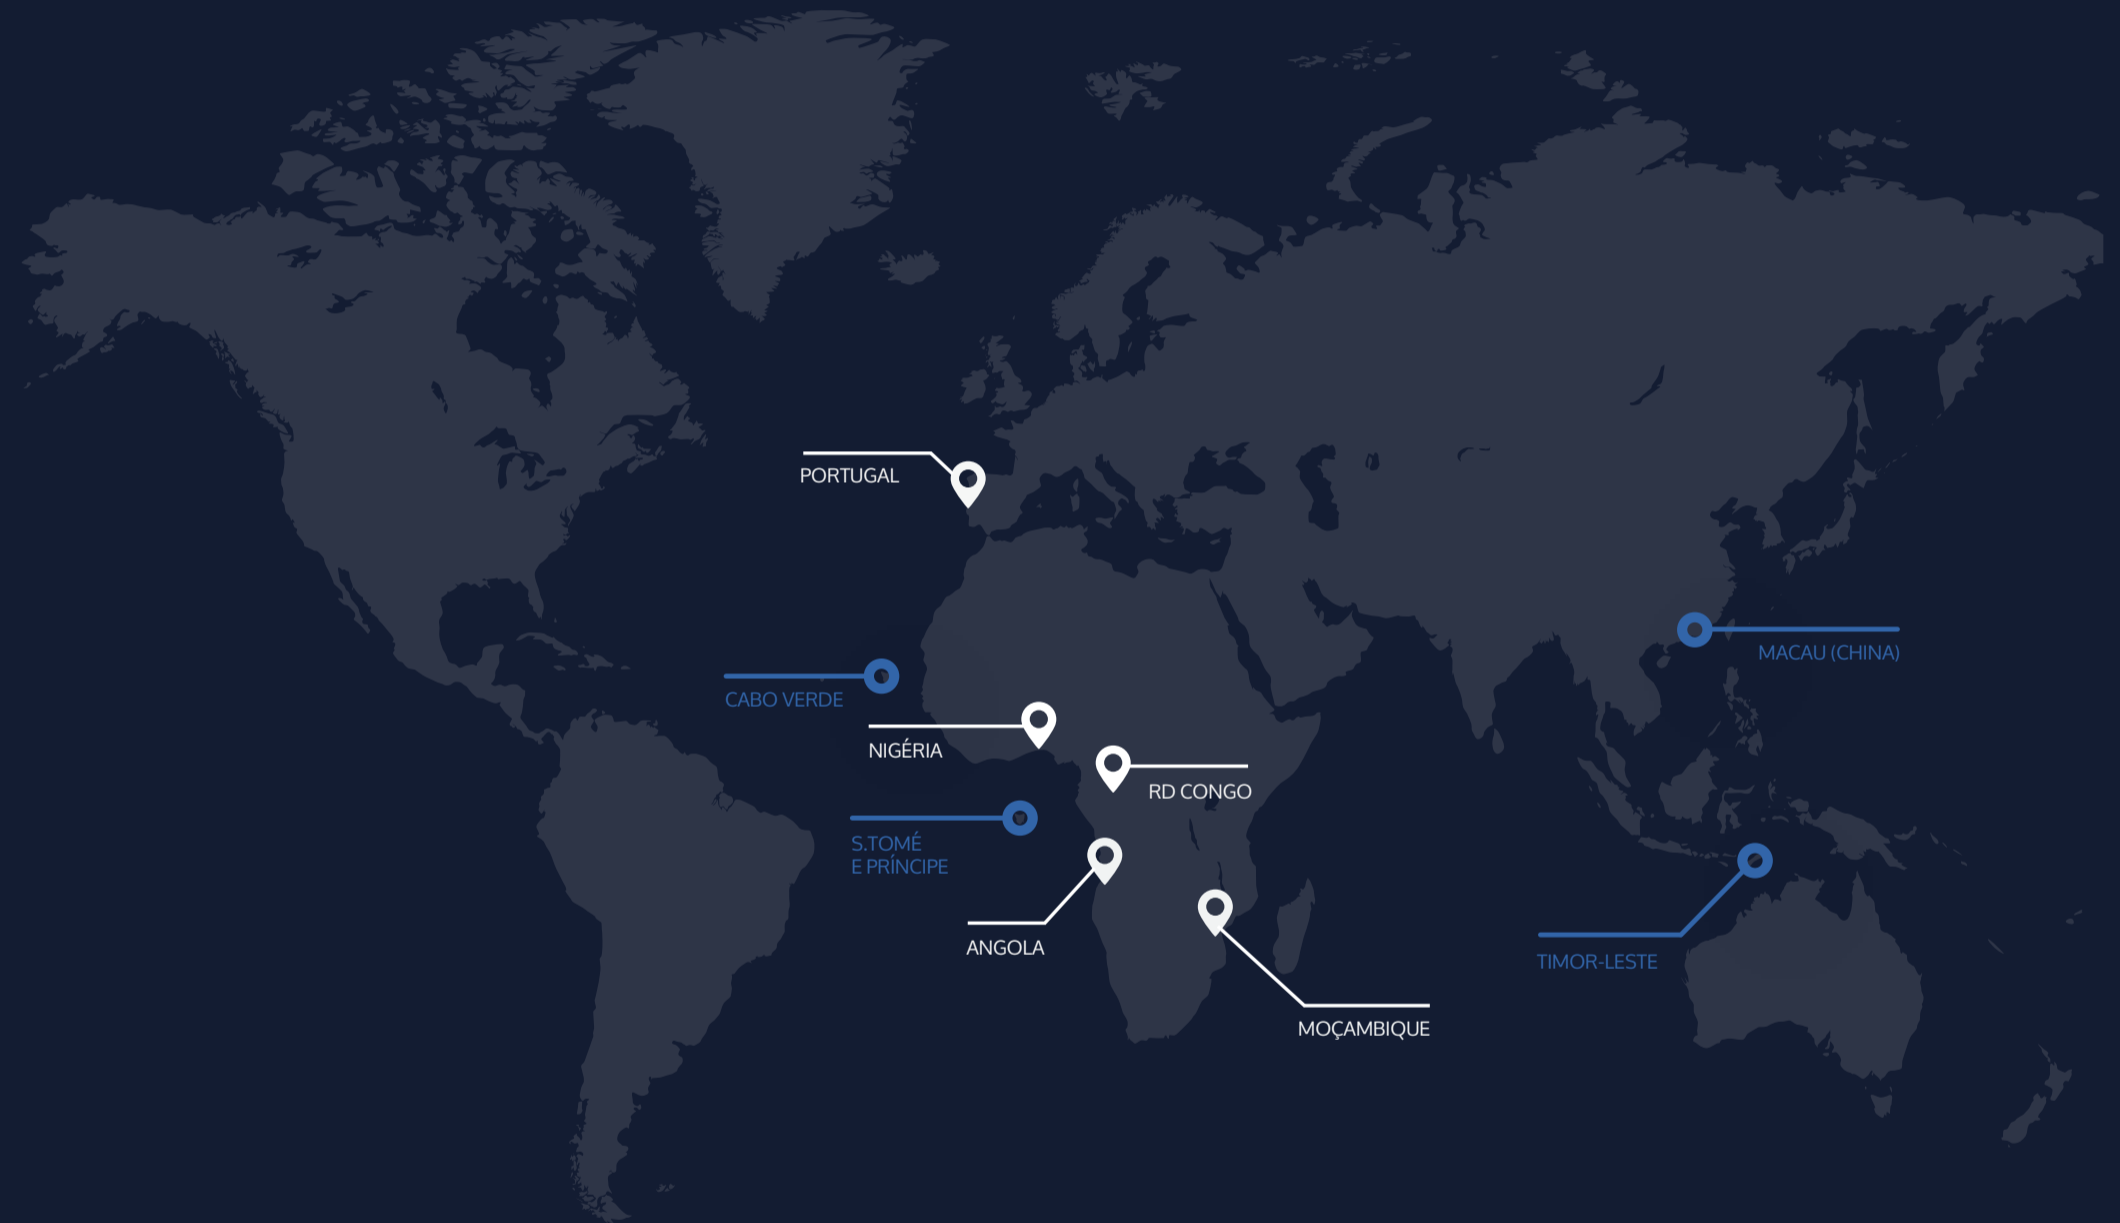 PORTUGAL
MACAU (CHINA)
CABO VERDE
NIGÉRIA
RD CONGO
S.TOMÉ
E PRÍNCIPE
ANGOLA
TIMOR-LESTE
MOÇAMBIQUE